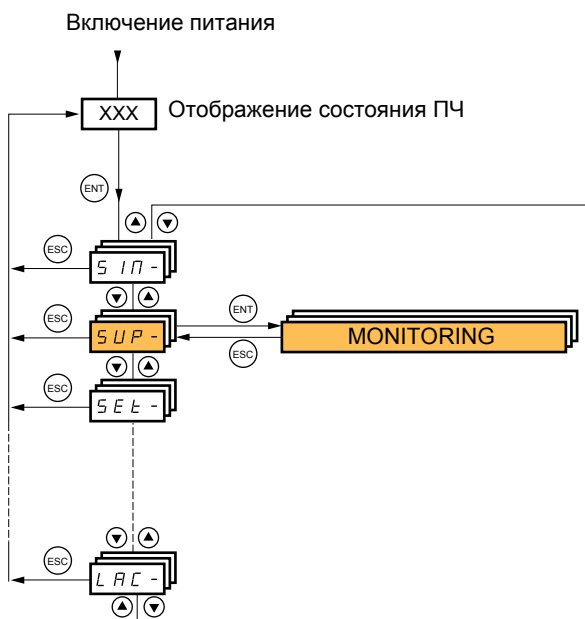 Включение питания
XXX Отображение состояния ПЧ
ENT
ESC
SIM-
ENT
ESC
SUP-
MONITORING
ESC
ESC
SEt-
ESC
LAC-